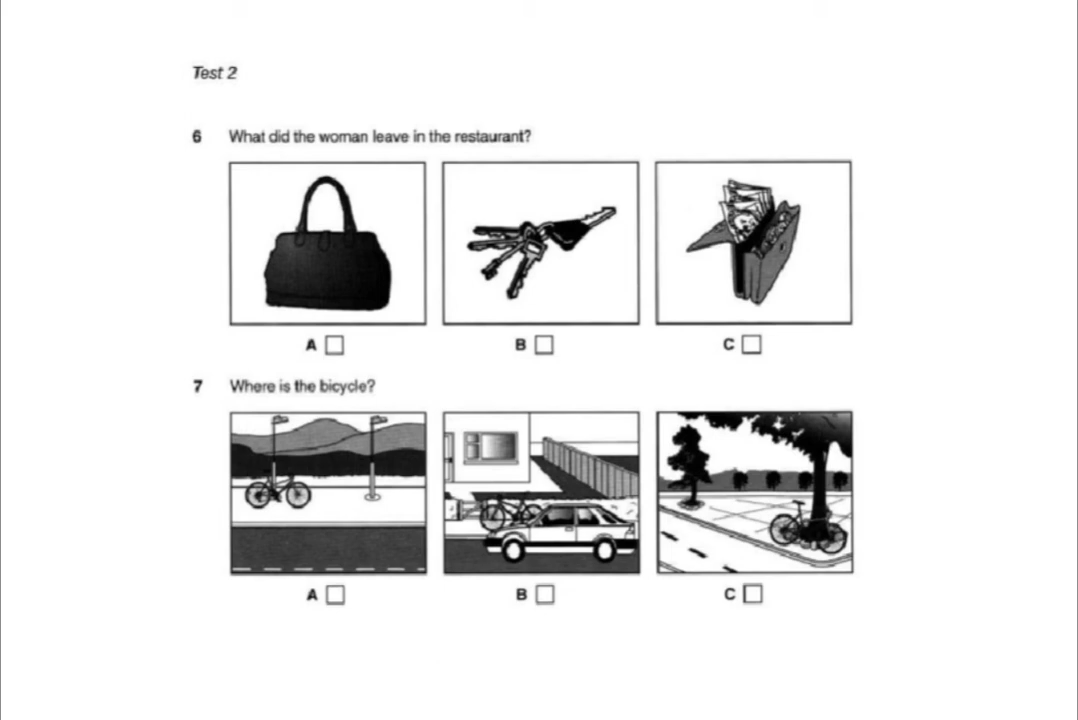 Test 2
6 What did the woman leave in the restaurant?
A B C
7 Where is the bicycle?
A B C